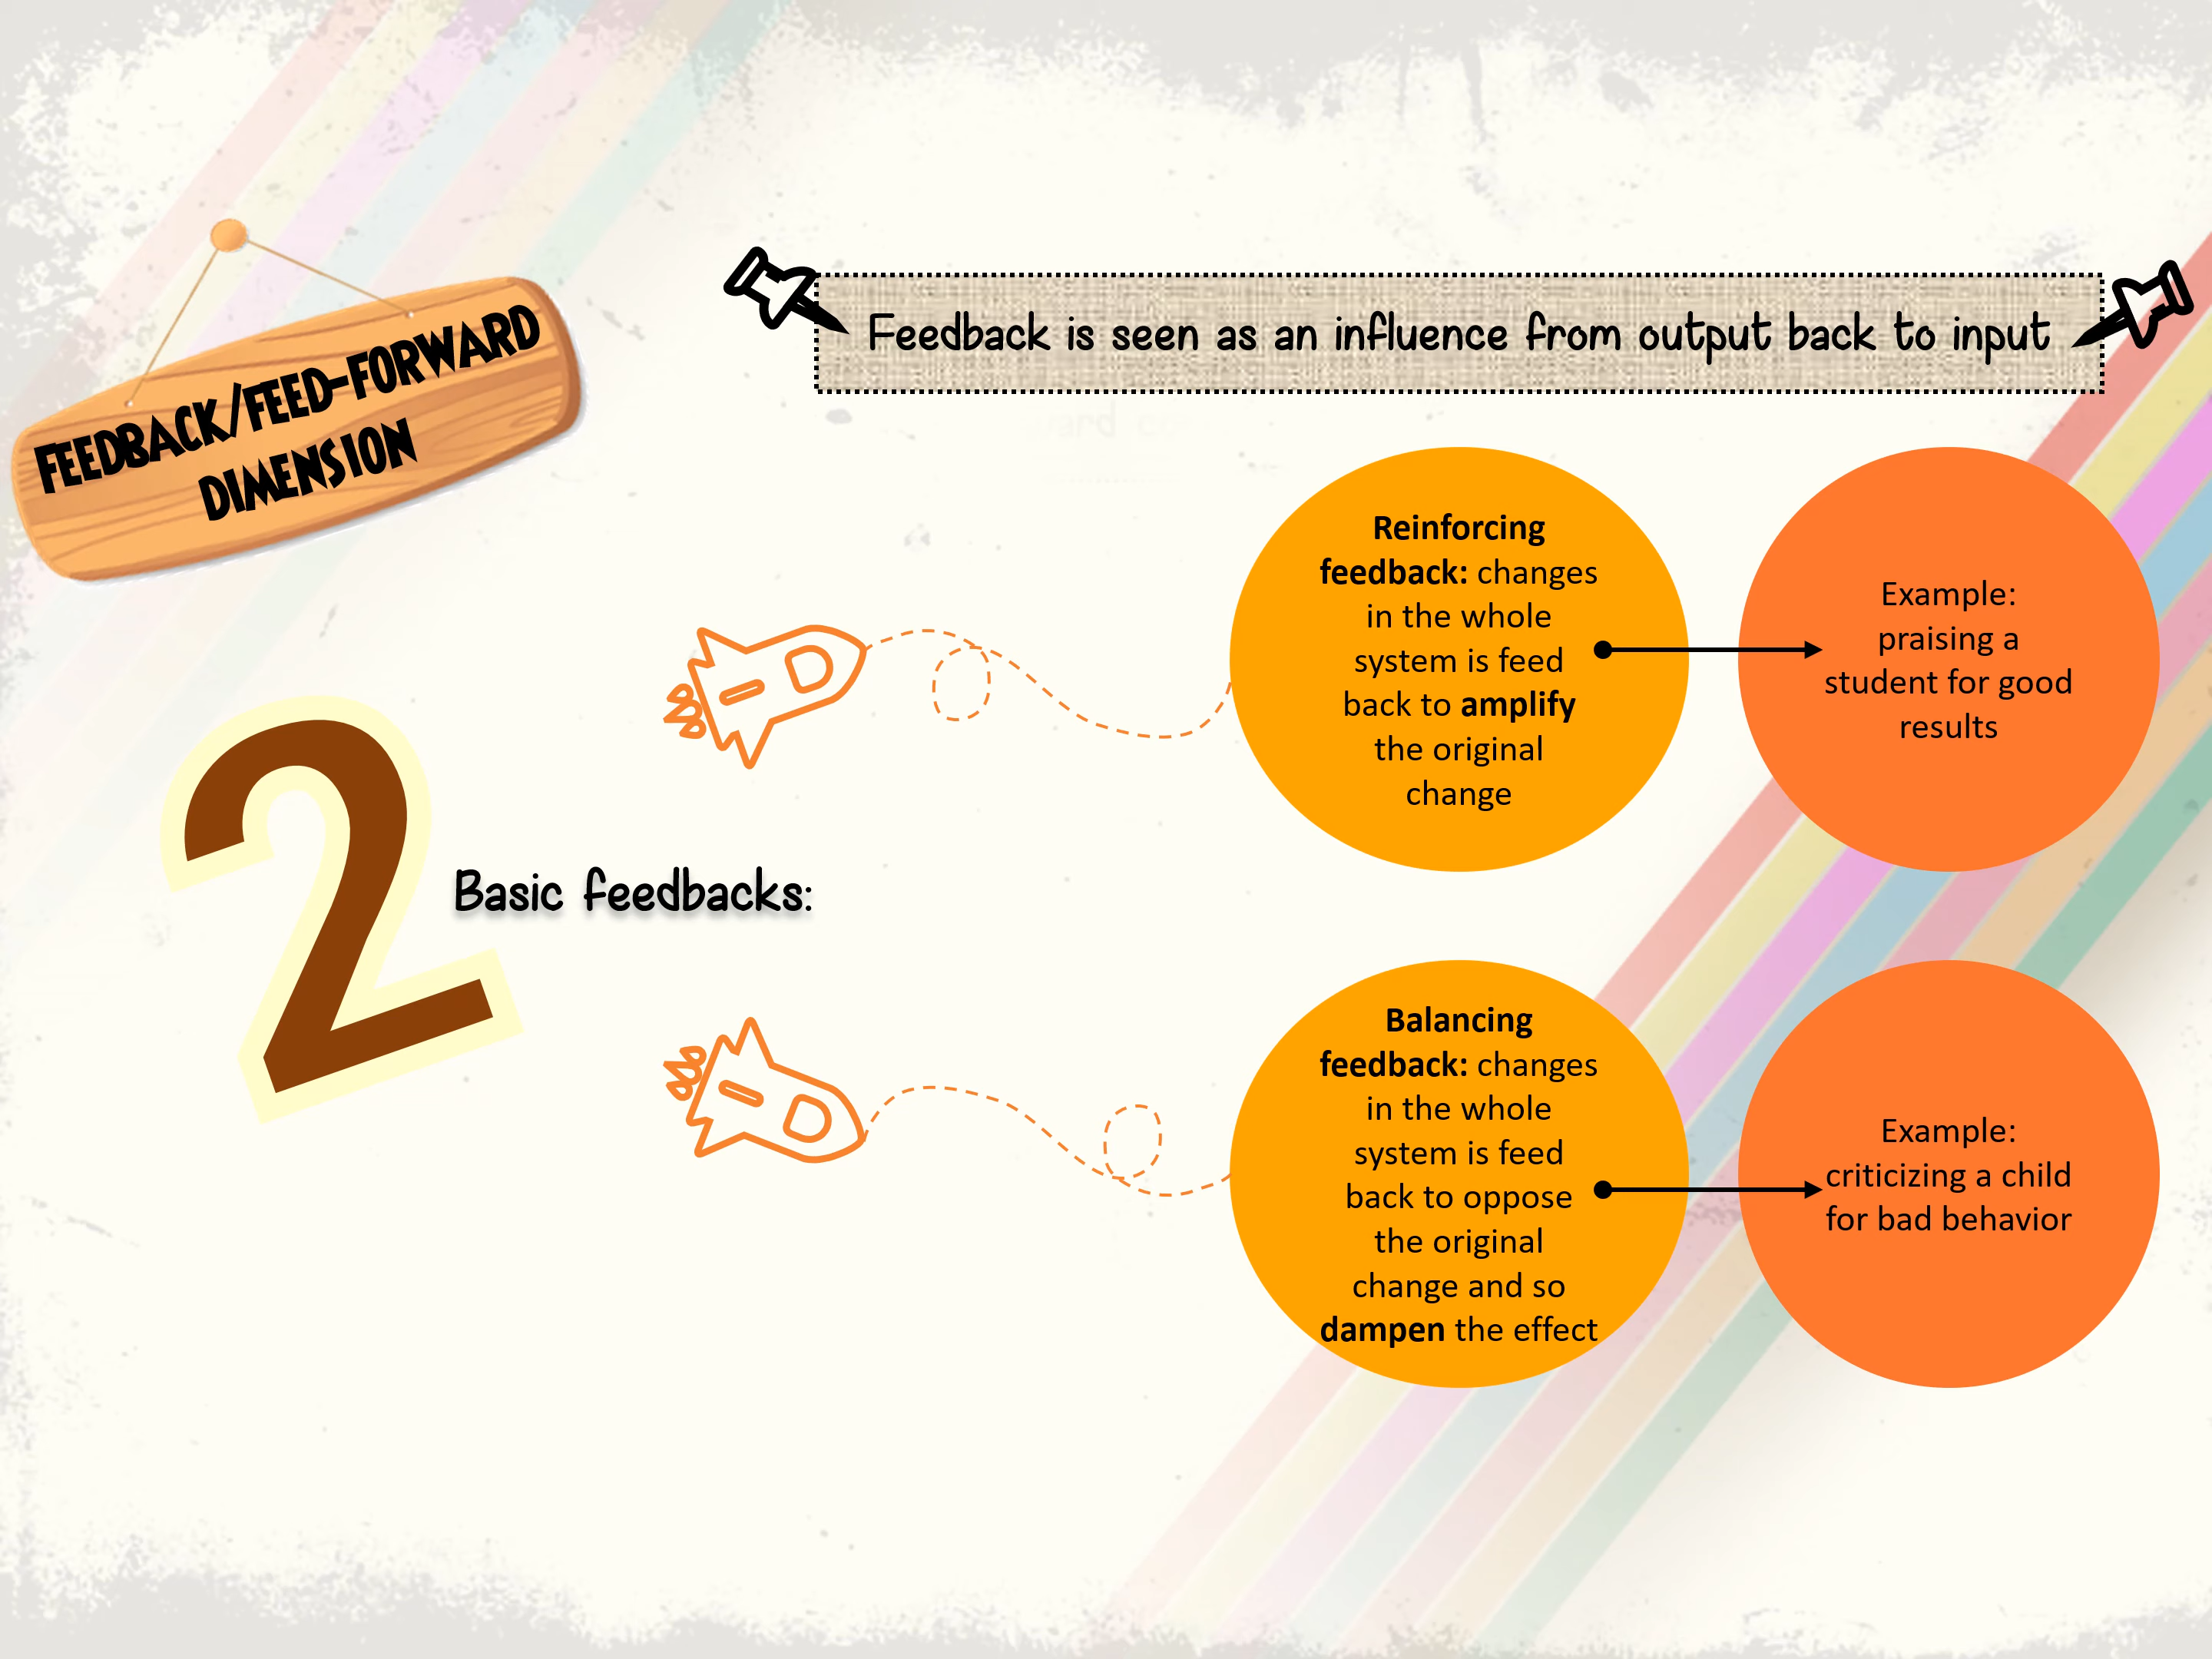 FEEDBACK/FEED-FORWARD
DIMENSION
Feedback is seen as an influence from output back to input
2
Basic feedbacks:
Reinforcing
feedback: changes
in the whole
system is feed
back to amplify
the original
change
Example:
praising a
student for good
results
Balancing
feedback: changes
in the whole
system is feed
back to oppose
the original
change and so
dampen the effect
Example:
criticizing a child
for bad behavior